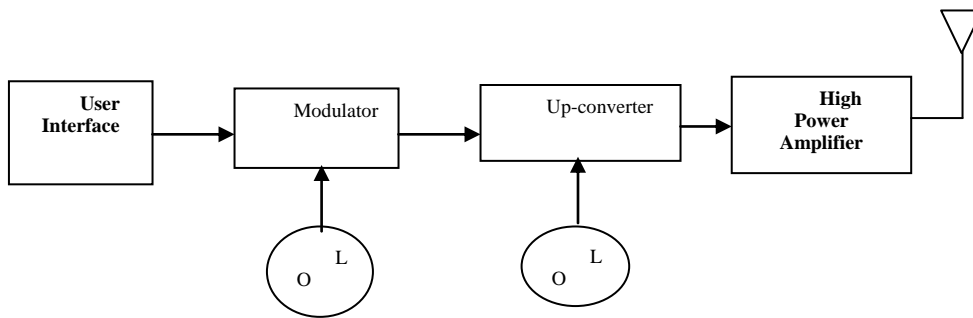 User
Interface
Modulator
Up-converter
High
Power
Amplifier
L
O
L
O